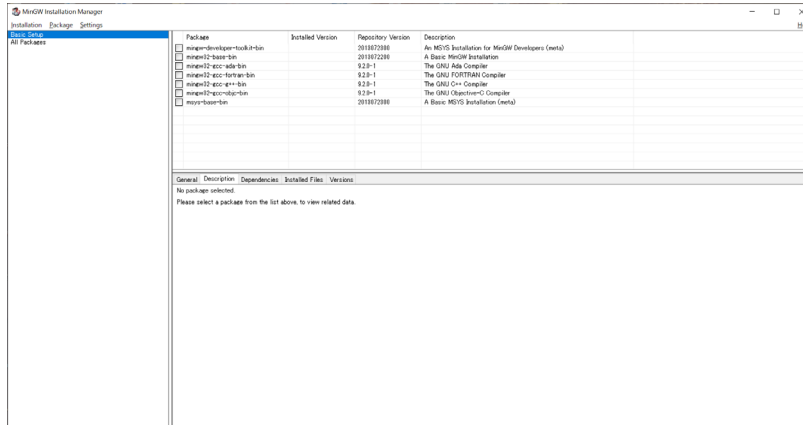 MinGW Installation Manager
Installation Package Settings
Basic Setup
All Packages
Package Installed Version Repository Version Description
mingw-developer-toolkit-bin 2013072300 An MSYS Installation for MinGW Developers (meta)
mingw32-base-bin 2013072200 A Basic MinGW Installation
mingw32-gcc-ada-bin 9.2.0-1 The GNU Ada Compiler
mingw32-gcc-fortran-bin 9.2.0-1 The GNU FORTRAN Compiler
mingw32-gcc-g++-bin 9.2.0-1 The GNU C++ Compiler
mingw32-gcc-objc-bin 9.2.0-1 The GNU Objective-C Compiler
msys-base-bin 2013072300 A Basic MSYS Installation (meta)
General Description Dependencies Installed Files Versions
No package selected.
Please select a package from the list above, to view related data.